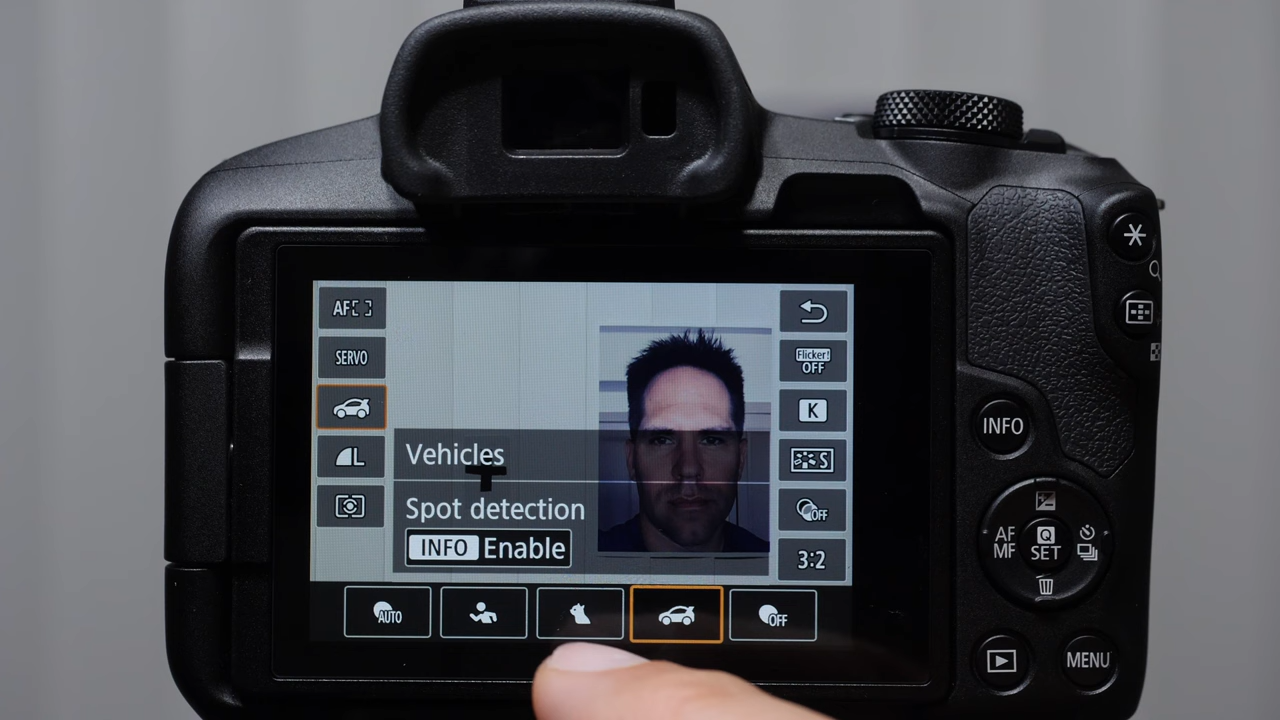 AF
SERVO
L
Vehicles
Spot detection
INFO Enable
Flicker!
OFF
K
S
OFF
3:2
AUTO
OFF
INFO
AF
MF
Q
SET
MENU